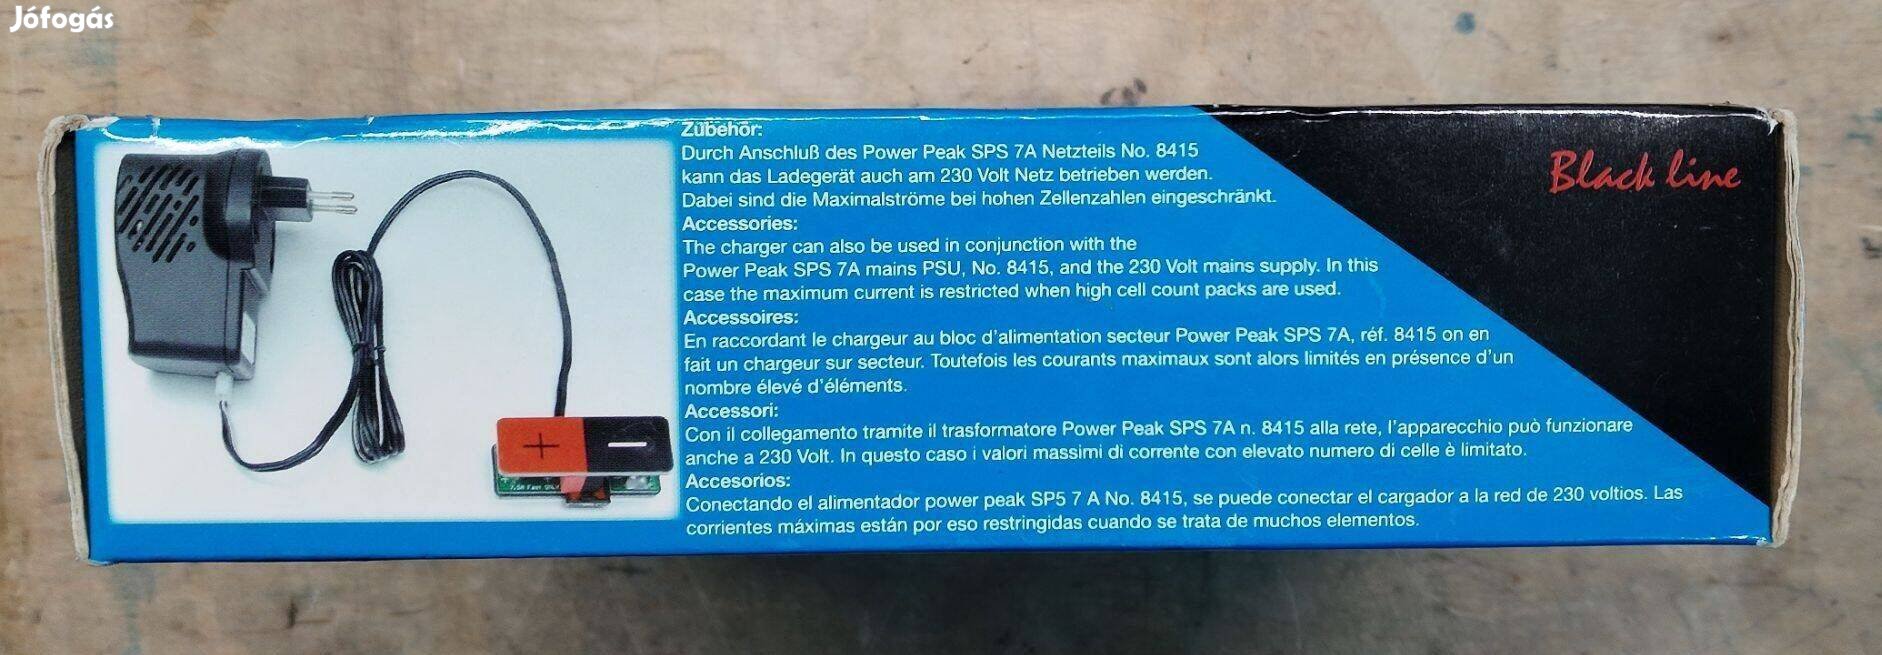 Jófogás
Zubehör:
Durch Anschluß des Power Peak SPS 7A Netzteils No. 8415
kann das Ladegerät auch am 230 Volt Netz betrieben werden.
Dabei sind die Maximalströme bei hohen Zellenzahlen eingeschränkt.
Accessories:
The charger can also be used in conjunction with the
Power Peak SPS 7A mains PSU, No. 8415, and the 230 Volt mains supply. In this
case the maximum current is restricted when high cell count packs are used.
Accessoires:
En raccordant le chargeur au bloc d'alimentation secteur Power Peak SPS 7A, réf. 8415 on en
fait un chargeur sur secteur. Toutefois les courants maximaux sont alors limités en présence d'un
nombre élevé d'éléments.
Accessori:
Con il collegamento tramite il trasformatore Power Peak SPS 7A n. 8415 alla rete, l'apparecchio può funzionare
anche a 230 Volt. In questo caso i valori massimi di corrente con elevato numero di celle è limitato.
Accesorios:
Conectando el alimentador power peak SP5 7 A No. 8415, se puede conectar el cargador a la red de 230 voltios. Las
corrientes máximas están por eso restringidas cuando se trata de muchos elementos.
Black line
+ −